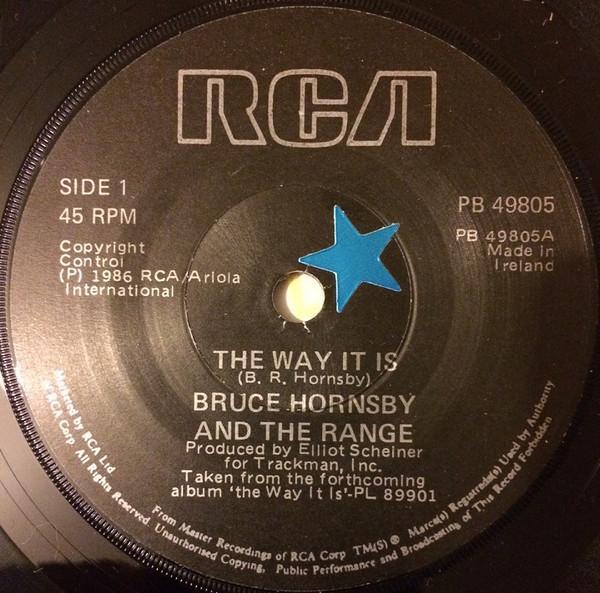 RCA
SIDE 1
45 RPM
PB 49805
PB 49805A
Made in
Ireland
Copyright
Control
(P) 1986 RCA/Ariola
International
THE WAY IT IS
(B. R. Hornsby)
BRUCE HORNSBY
AND THE RANGE
Produced by Elliot Scheiner
for Trackman, Inc.
Taken from the forthcoming
album 'the Way It Is'-PL 89901
Marketed by RCA Ltd
From Master Recordings of RCA Corp TM(S) ® Marca(s) Registrada(s) Used by Authority
of RCA Corp. All Rights Reserved. Unauthorised Copying, Public Performance and Broadcasting of This Record Forbidden